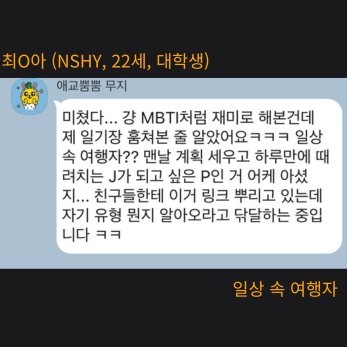 최O아 (NSHY, 22세, 대학생)
애교뿜뿜 무지
미쳤다... 걍 MBTI처럼 재미로 해본건데
제 일기장 훔쳐본 줄 알았어요ㅋㅋㅋ 일상
속 여행자?? 맨날 계획 세우고 하루만에 때
려치는 J가 되고 싶은 P인 거 어케 아셨
지... 친구들한테 이거 링크 뿌리고 있는데
자기 유형 뭔지 알아오라고 닦달하는 중입
니다 ㅋㅋ
일상 속 여행자